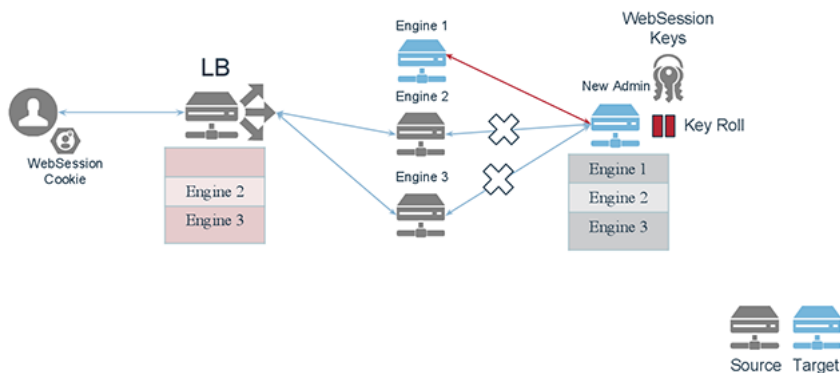 Engine 1
WebSession
Keys
LB
New Admin
Engine 2
Key Roll
WebSession
Cookie
Engine 3
Engine 2
Engine 3
Engine 1
Engine 2
Engine 3
Source
Target